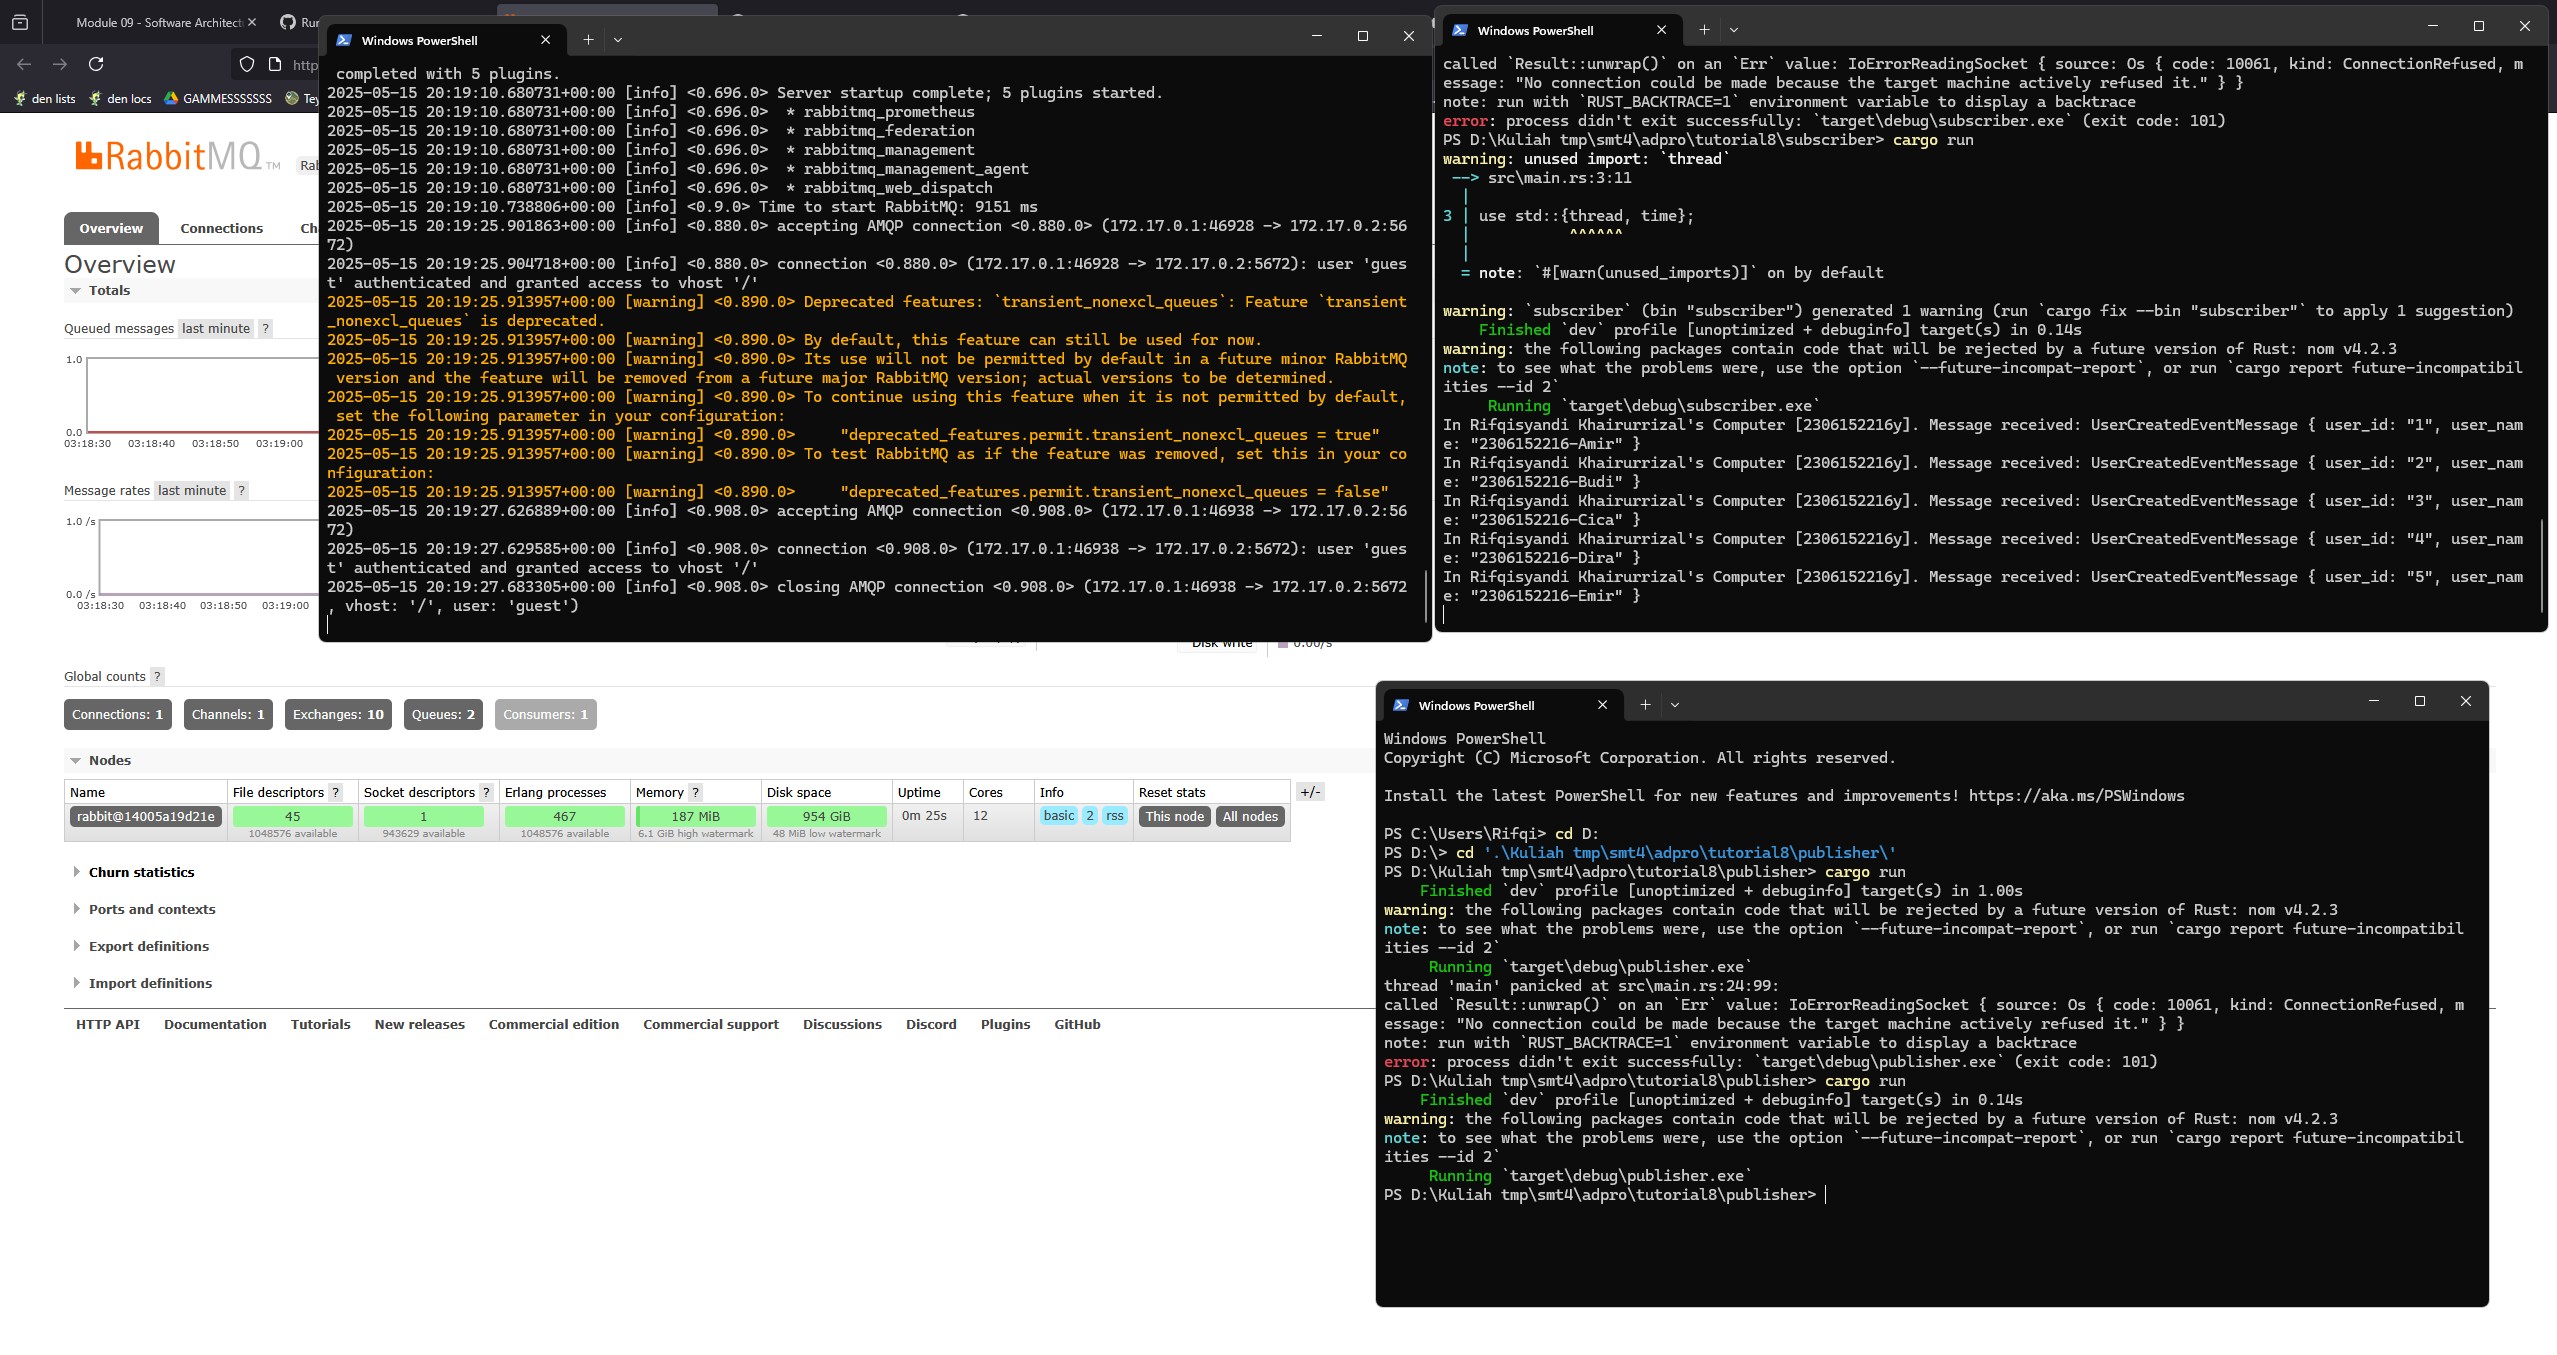 Module 09 - Software Architect
Run
http
den lists
den locs
GAMMESSSSSSS
Tey
RabbitMQ TM
Rab
Overview
Connections
Ch
Overview
Totals
Queued messages last minute ?
1.0
0.0
03:18:30 03:18:40 03:18:50 03:19:00
Message rates last minute ?
1.0 /s
0.0 /s
03:18:30 03:18:40 03:18:50 03:19:00
Disk write
0.00/s
Global counts ?
Connections: 1
Channels: 1
Exchanges: 10
Queues: 2
Consumers: 1
Nodes
Name File descriptors ? Socket descriptors ? Erlang processes Memory ? Disk space Uptime Cores Info Reset stats +/-
rabbit@14005a19d21e 45 1 467 187 MiB 954 GiB 0m 25s 12 basic 2 rss This node All nodes
1048576 available 943629 available 1048576 available 6.1 GiB high watermark 48 MiB low watermark
Churn statistics
Ports and contexts
Export definitions
Import definitions
HTTP API Documentation Tutorials New releases Commercial edition Commercial support Discussions Discord Plugins GitHub
Windows PowerShell
completed with 5 plugins.
2025-05-15 20:19:10.680731+00:00 [info] <0.696.0> Server startup complete; 5 plugins started.
2025-05-15 20:19:10.680731+00:00 [info] <0.696.0>  * rabbitmq_prometheus
2025-05-15 20:19:10.680731+00:00 [info] <0.696.0>  * rabbitmq_federation
2025-05-15 20:19:10.680731+00:00 [info] <0.696.0>  * rabbitmq_management
2025-05-15 20:19:10.680731+00:00 [info] <0.696.0>  * rabbitmq_management_agent
2025-05-15 20:19:10.680731+00:00 [info] <0.696.0>  * rabbitmq_web_dispatch
2025-05-15 20:19:10.738806+00:00 [info] <0.9.0> Time to start RabbitMQ: 9151 ms
2025-05-15 20:19:25.901863+00:00 [info] <0.880.0> accepting AMQP connection <0.880.0> (172.17.0.1:46928 -> 172.17.0.2:56
72)
2025-05-15 20:19:25.904718+00:00 [info] <0.880.0> connection <0.880.0> (172.17.0.1:46928 -> 172.17.0.2:5672): user 'gues
t' authenticated and granted access to vhost '/'
2025-05-15 20:19:25.913957+00:00 [warning] <0.890.0> Deprecated features: `transient_nonexcl_queues`: Feature `transient
_nonexcl_queues` is deprecated.
2025-05-15 20:19:25.913957+00:00 [warning] <0.890.0> By default, this feature can still be used for now.
2025-05-15 20:19:25.913957+00:00 [warning] <0.890.0> Its use will not be permitted by default in a future minor RabbitMQ
version and the feature will be removed from a future major RabbitMQ version; actual versions to be determined.
2025-05-15 20:19:25.913957+00:00 [warning] <0.890.0> To continue using this feature when it is not permitted by default,
set the following parameter in your configuration:
2025-05-15 20:19:25.913957+00:00 [warning] <0.890.0>     "deprecated_features.permit.transient_nonexcl_queues = true"
2025-05-15 20:19:25.913957+00:00 [warning] <0.890.0> To test RabbitMQ as if the feature was removed, set this in your co
nfiguration:
2025-05-15 20:19:25.913957+00:00 [warning] <0.890.0>     "deprecated_features.permit.transient_nonexcl_queues = false"
2025-05-15 20:19:27.626889+00:00 [info] <0.908.0> accepting AMQP connection <0.908.0> (172.17.0.1:46938 -> 172.17.0.2:56
72)
2025-05-15 20:19:27.629585+00:00 [info] <0.908.0> connection <0.908.0> (172.17.0.1:46938 -> 172.17.0.2:5672): user 'gues
t' authenticated and granted access to vhost '/'
2025-05-15 20:19:27.683305+00:00 [info] <0.908.0> closing AMQP connection <0.908.0> (172.17.0.1:46938 -> 172.17.0.2:5672
, vhost: '/', user: 'guest')
Windows PowerShell
called `Result::unwrap()` on an `Err` value: IoErrorReadingSocket { source: Os { code: 10061, kind: ConnectionRefused, m
essage: "No connection could be made because the target machine actively refused it." } }
note: run with `RUST_BACKTRACE=1` environment variable to display a backtrace
error: process didn't exit successfully: `target\debug\subscriber.exe` (exit code: 101)
PS D:\Kuliah tmp\smt4\adpro\tutorial8\subscriber> cargo run
warning: unused import: `thread`
--> src\main.rs:3:11
|
3 | use std::{thread, time};
| ^^^^^^
|
= note: `#[warn(unused_imports)]` on by default
warning: `subscriber` (bin "subscriber") generated 1 warning (run `cargo fix --bin "subscriber"` to apply 1 suggestion)
Finished `dev` profile [unoptimized + debuginfo] target(s) in 0.14s
warning: the following packages contain code that will be rejected by a future version of Rust: nom v4.2.3
note: to see what the problems were, use the option `--future-incompat-report`, or run `cargo report future-incompatibil
ities --id 2`
Running `target\debug\subscriber.exe`
In Rifqisyandi Khairurrizal's Computer [2306152216y]. Message received: UserCreatedEventMessage { user_id: "1", user_nam
e: "2306152216-Amir" }
In Rifqisyandi Khairurrizal's Computer [2306152216y]. Message received: UserCreatedEventMessage { user_id: "2", user_nam
e: "2306152216-Budi" }
In Rifqisyandi Khairurrizal's Computer [2306152216y]. Message received: UserCreatedEventMessage { user_id: "3", user_nam
e: "2306152216-Cica" }
In Rifqisyandi Khairurrizal's Computer [2306152216y]. Message received: UserCreatedEventMessage { user_id: "4", user_nam
e: "2306152216-Dira" }
In Rifqisyandi Khairurrizal's Computer [2306152216y]. Message received: UserCreatedEventMessage { user_id: "5", user_nam
e: "2306152216-Emir" }
Windows PowerShell
Windows PowerShell
Copyright (C) Microsoft Corporation. All rights reserved.
Install the latest PowerShell for new features and improvements! https://aka.ms/PSWindows
PS C:\Users\Rifqi> cd D:
PS D:\> cd '.\Kuliah tmp\smt4\adpro\tutorial8\publisher\'
PS D:\Kuliah tmp\smt4\adpro\tutorial8\publisher> cargo run
Finished `dev` profile [unoptimized + debuginfo] target(s) in 1.00s
warning: the following packages contain code that will be rejected by a future version of Rust: nom v4.2.3
note: to see what the problems were, use the option `--future-incompat-report`, or run `cargo report future-incompatibil
ities --id 2`
Running `target\debug\publisher.exe`
thread 'main' panicked at src\main.rs:24:99:
called `Result::unwrap()` on an `Err` value: IoErrorReadingSocket { source: Os { code: 10061, kind: ConnectionRefused, m
essage: "No connection could be made because the target machine actively refused it." } }
note: run with `RUST_BACKTRACE=1` environment variable to display a backtrace
error: process didn't exit successfully: `target\debug\publisher.exe` (exit code: 101)
PS D:\Kuliah tmp\smt4\adpro\tutorial8\publisher> cargo run
Finished `dev` profile [unoptimized + debuginfo] target(s) in 0.14s
warning: the following packages contain code that will be rejected by a future version of Rust: nom v4.2.3
note: to see what the problems were, use the option `--future-incompat-report`, or run `cargo report future-incompatibil
ities --id 2`
Running `target\debug\publisher.exe`
PS D:\Kuliah tmp\smt4\adpro\tutorial8\publisher>